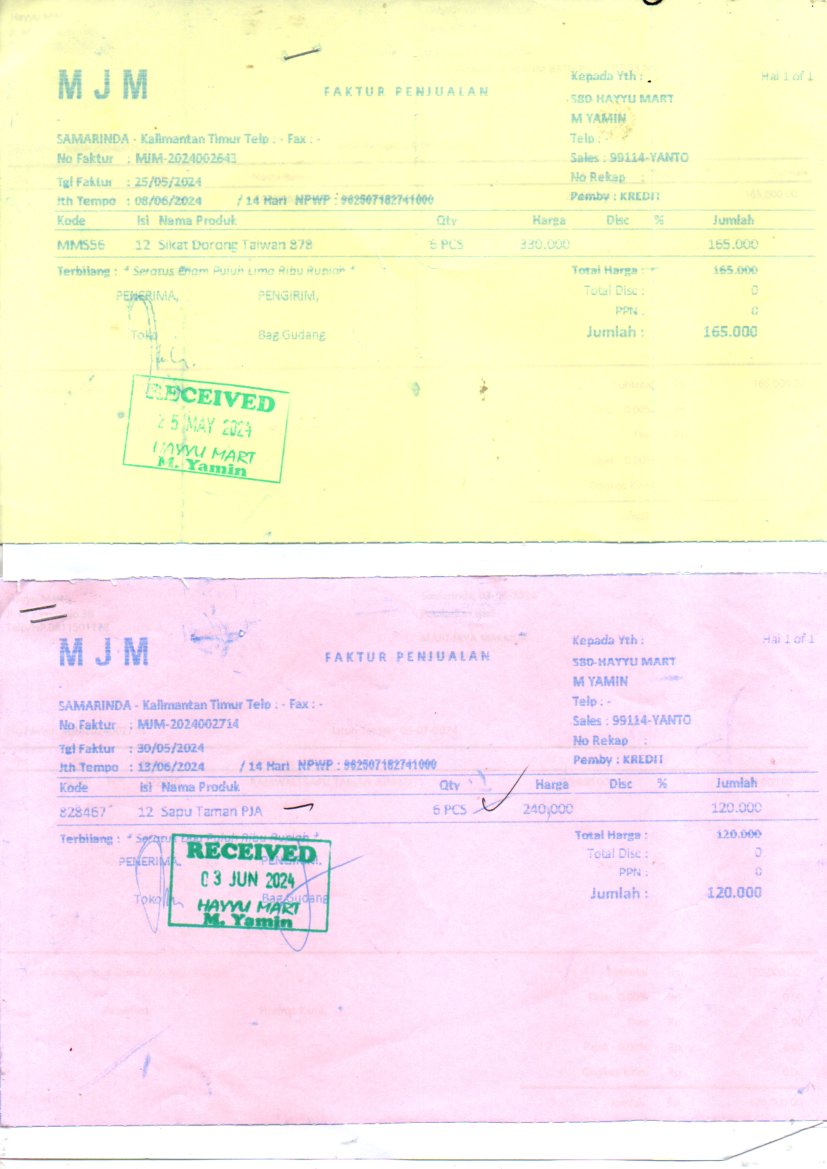 MJM
FAKTUR PENJUALAN
Kepada Yth :
Hal 1 of 1
580-HAYYU MART
M YAMIN
SAMARINDA - Kalimantan Timur Telp : - Fax : -
Telp : -
No Faktur : MJM-2024002643
Sales : 99114-YANTO
Tgl Faktur : 25/05/2024
No Rekap :
Jth Tempo : 08/06/2024 / 14 Hari NPWP : 962507182741000
Pemby : KREDIT
Kode Isi Nama Produk Qty Harga Disc % Jumlah
MMS56 12 Sikat Dorong Taiwan 878 6 PCS 330.000 165.000
Terbilang : * Seratus Enam Puluh Lima Ribu Rupiah *
Total Harga : 165.000
PENERIMA, PENGIRIM,
Total Disc : 0
PPN : 0
Toko Bag Gudang
Jumlah : 165.000
RECEIVED
25 MAY 2024
HAYYU MART
M. Yamin
MJM
FAKTUR PENJUALAN
Kepada Yth :
Hal 1 of 1
580-HAYYU MART
M YAMIN
SAMARINDA - Kalimantan Timur Telp : - Fax : -
Telp : -
No Faktur : MJM-2024002714
Sales : 99114-YANTO
Tgl Faktur : 30/05/2024
No Rekap :
Jth Tempo : 13/06/2024 / 14 Hari NPWP : 962507182741000
Pemby : KREDIT
Kode Isi Nama Produk Qty Harga Disc % Jumlah
828467 12 Sapu Taman PJA 6 PCS 240,000 120.000
Terbilang : * Seratus Dua Puluh Ribu Rupiah *
Total Harga : 120.000
PENERIMA, PENGIRIM,
Total Disc : 0
PPN : 0
Toko Bag Gudang
Jumlah : 120.000
RECEIVED
03 JUN 2024
HAYYU MART
M. Yamin